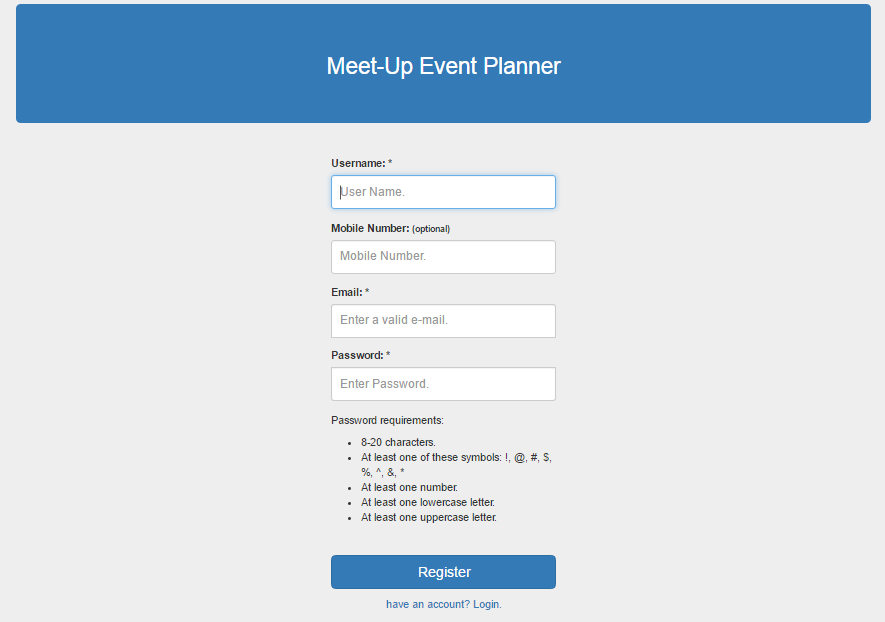 Meet-Up Event Planner
Username: *
User Name.
Mobile Number: (optional)
Mobile Number.
Email: *
Enter a valid e-mail.
Password: *
Enter Password.
Password requirements:
• 8-20 characters.
• At least one of these symbols: !, @, #, $,
%, ^, &, *
• At least one number.
• At least one lowercase letter.
• At least one uppercase letter.
Register
have an account? Login.